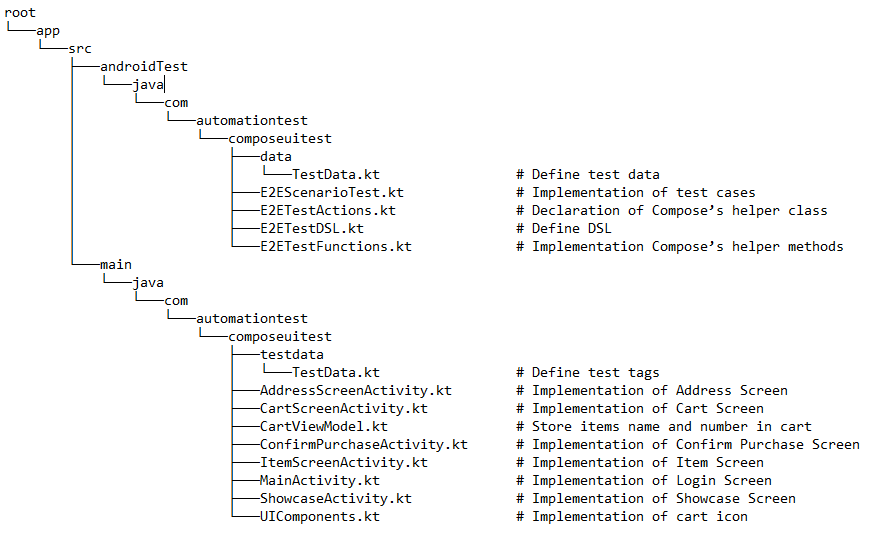 root
└──app
└──src
├──androidTest
│ └──java
│ └──com
│ └──automationtest
│ └──composeuitest
│ ├──data
│ │ └──TestData.kt # Define test data
│ ├──E2EScenarioTest.kt # Implementation of test cases
│ ├──E2ETestActions.kt # Declaration of Compose’s helper class
│ ├──E2ETestDSL.kt # Define DSL
│ └──E2ETestFunctions.kt # Implementation Compose’s helper methods
└──main
└──java
└──com
└──automationtest
└──composeuitest
├──testdata
│ └──TestData.kt # Define test tags
├──AddressScreenActivity.kt # Implementation of Address Screen
├──CartScreenActivity.kt # Implementation of Cart Screen
├──CartViewModel.kt # Store items name and number in cart
├──ConfirmPurchaseActivity.kt # Implementation of Confirm Purchase Screen
├──ItemScreenActivity.kt # Implementation of Item Screen
├──MainActivity.kt # Implementation of Login Screen
├──ShowcaseActivity.kt # Implementation of Showcase Screen
└──UIComponents.kt # Implementation of cart icon